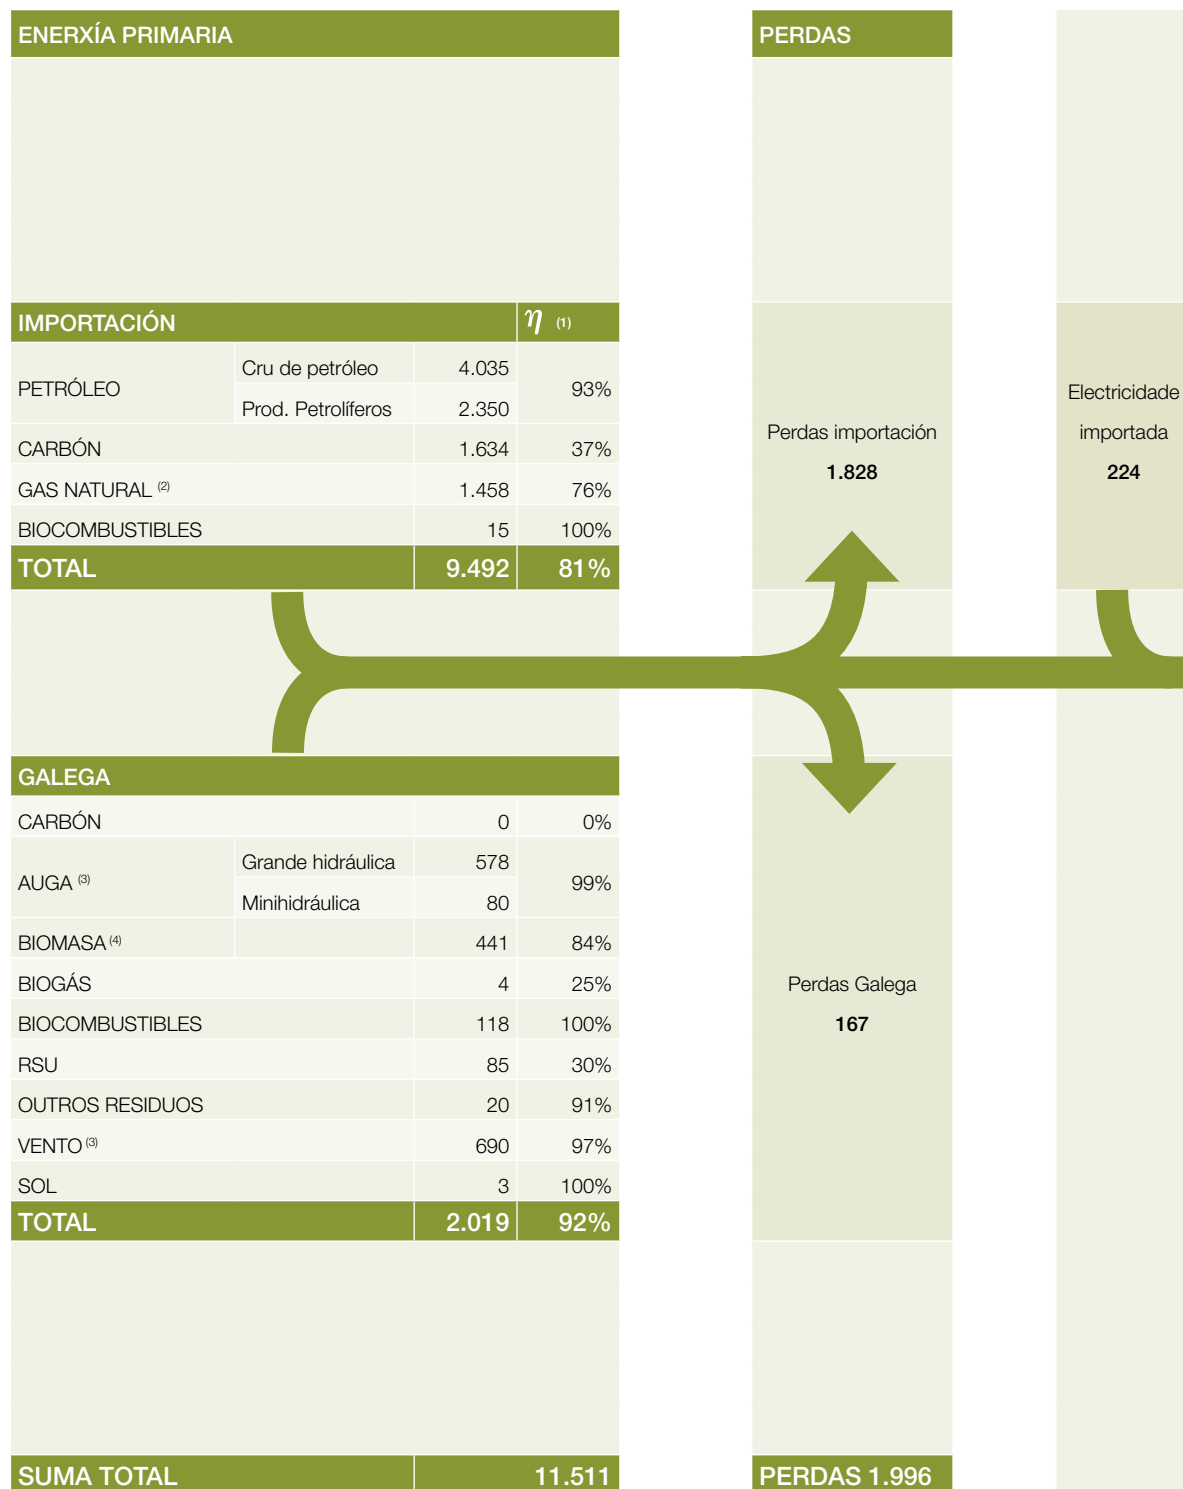 ENERXÍA PRIMARIA
IMPORTACIÓN η (1)
PETRÓLEO Cru de petróleo 4.035 93%
Prod. Petrolíferos 2.350
CARBÓN 1.634 37%
GAS NATURAL (2) 1.458 76%
BIOCOMBUSTIBLES 15 100%
TOTAL 9.492 81%
GALEGA
CARBÓN 0 0%
AUGA (3) Grande hidráulica 578 99%
Minihidráulica 80
BIOMASA (4) 441 84%
BIOGÁS 4 25%
BIOCOMBUSTIBLES 118 100%
RSU 85 30%
OUTROS RESIDUOS 20 91%
VENTO (3) 690 97%
SOL 3 100%
TOTAL 2.019 92%
SUMA TOTAL 11.511
PERDAS
Perdas importación
1.828
Perdas Galega
167
PERDAS 1.996
Electricidade
importada
224